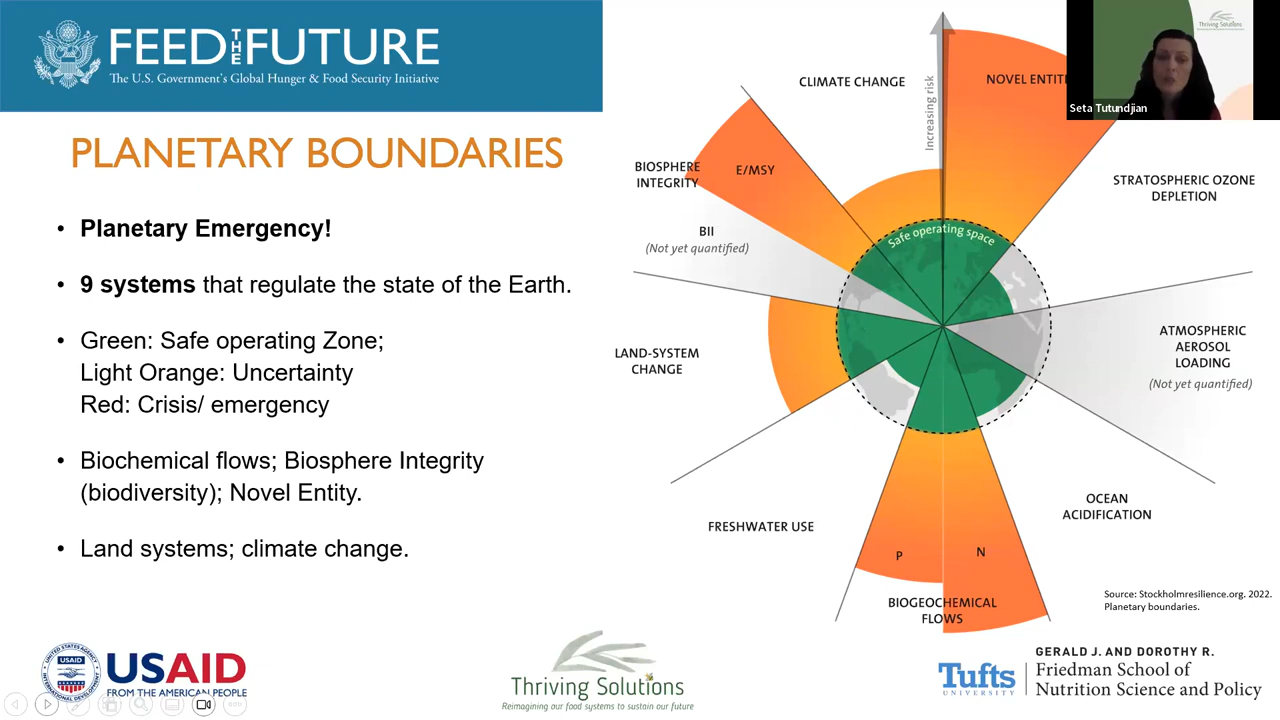 FEED THE FUTURE
The U.S. Government's Global Hunger & Food Security Initiative
PLANETARY BOUNDARIES
• Planetary Emergency!
• 9 systems that regulate the state of the Earth.
• Green: Safe operating Zone;
Light Orange: Uncertainty
Red: Crisis/ emergency
• Biochemical flows; Biosphere Integrity
(biodiversity); Novel Entity.
• Land systems; climate change.
CLIMATE CHANGE
Increasing risk
NOVEL
Thriving Solutions
Seta Tutundjian
BIOSPHERE
INTEGRITY
E/MSY
BII
(Not yet quantified)
STRATOSPHERIC OZONE
DEPLETION
Safe operating space
ATMOSPHERIC
AEROSOL
LOADING
(Not yet quantified)
LAND-SYSTEM
CHANGE
FRESHWATER USE
OCEAN
ACIDIFICATION
P
N
BIOGEOCHEMICAL
FLOWS
Source: Stockholmresilience.org. 2022.
Planetary boundaries.
UNITED STATES AGENCY
USAID
INTERNATIONAL DEVELOPMENT
USAID
FROM THE AMERICAN PEOPLE
Thriving Solutions
Reimagining our food systems to sustain our future
Tufts
UNIVERSITY
GERALD J. AND DOROTHY R.
Friedman School of
Nutrition Science and Policy